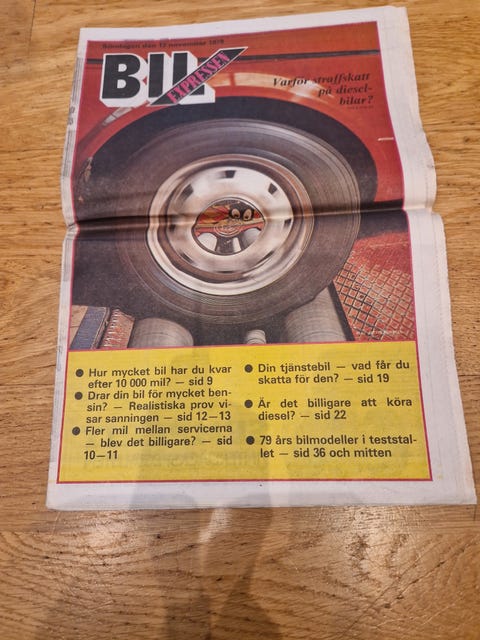 Söndagen den 12 november 1978
BIL
EXPRESSEN
Varför straffskatt
på diesel-
bilar?
● Hur mycket bil har du kvar
efter 10 000 mil? — sid 9
● Drar din bil för mycket ben-
sin? — Realistiska prov vi-
sar sanningen — sid 12—13
● Fler mil mellan servicerna
— blev det billigare? — sid
10—11
● Din tjänstebil — vad får du
skatta för den? — sid 19
● Är det billigare att köra
diesel? — sid 22
● 79 års bilmodeller i teststal-
let — sid 36 och mitten